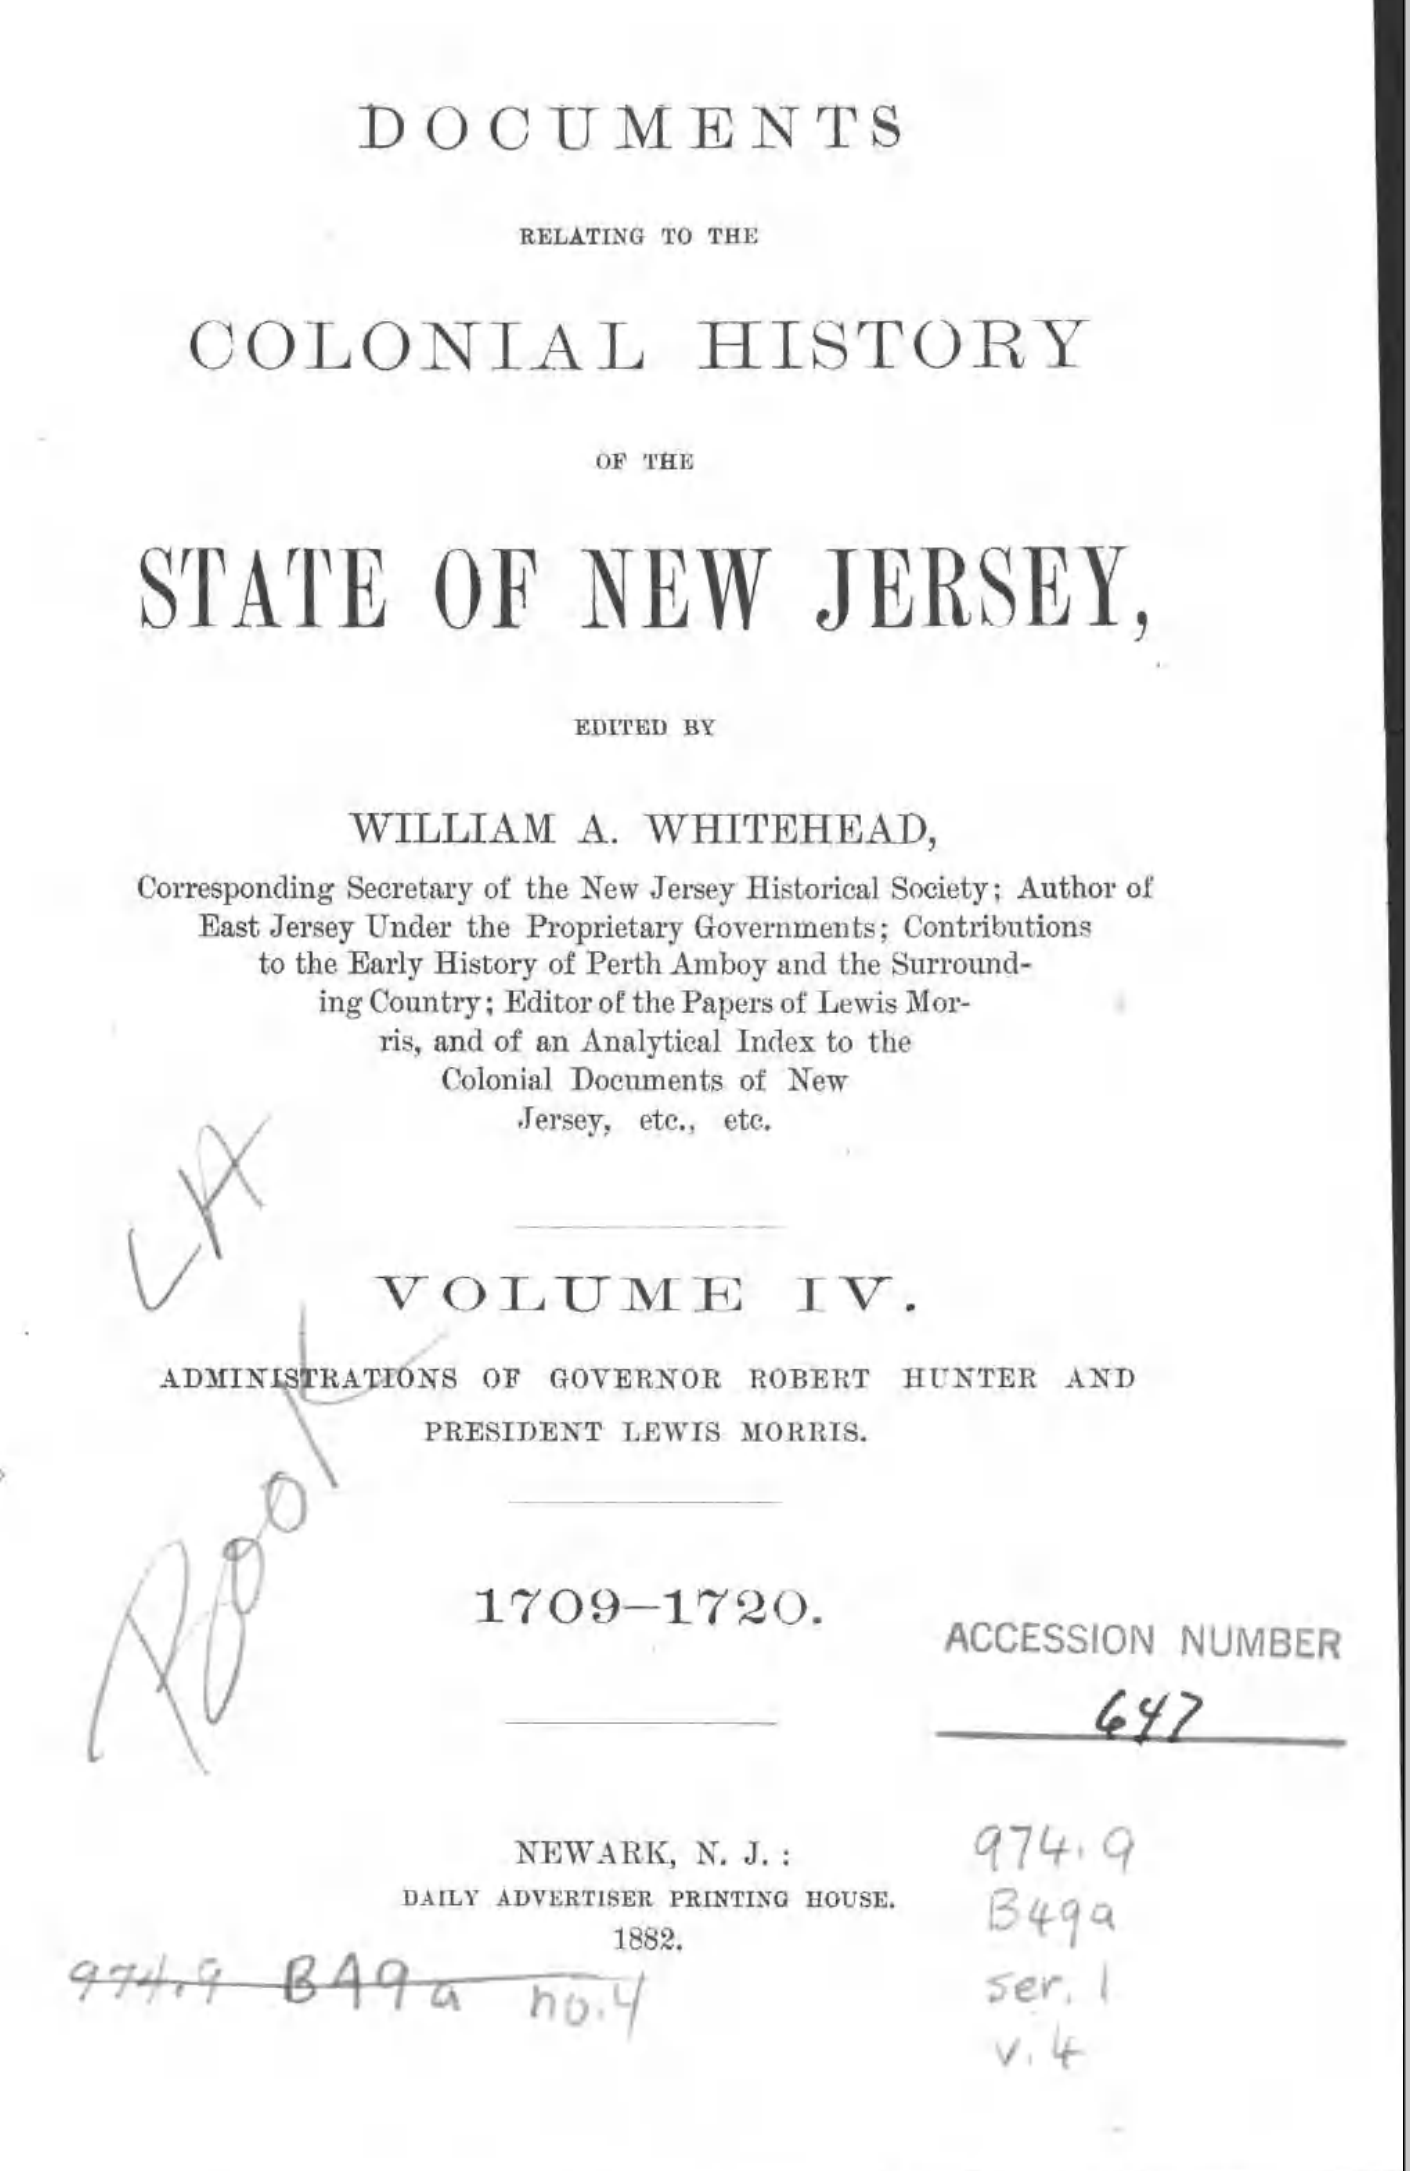 DOCUMENTS
RELATING TO THE
COLONIAL HISTORY
OF THE
STATE OF NEW JERSEY,
EDITED BY
WILLIAM A. WHITEHEAD,
Corresponding Secretary of the New Jersey Historical Society; Author of
East Jersey Under the Proprietary Governments; Contributions
to the Early History of Perth Amboy and the Surround-
ing Country; Editor of the Papers of Lewis Mor-
ris, and of an Analytical Index to the
Colonial Documents of New
Jersey, etc., etc.
VOLUME IV.
ADMINISTRATIONS OF GOVERNOR ROBERT HUNTER AND
PRESIDENT LEWIS MORRIS.
1709–1720.
ACCESSION NUMBER
647
NEWARK, N. J. :
DAILY ADVERTISER PRINTING HOUSE.
1882.
974.9 B49a no.4
974.9
B49a
ser. 1
v. 4